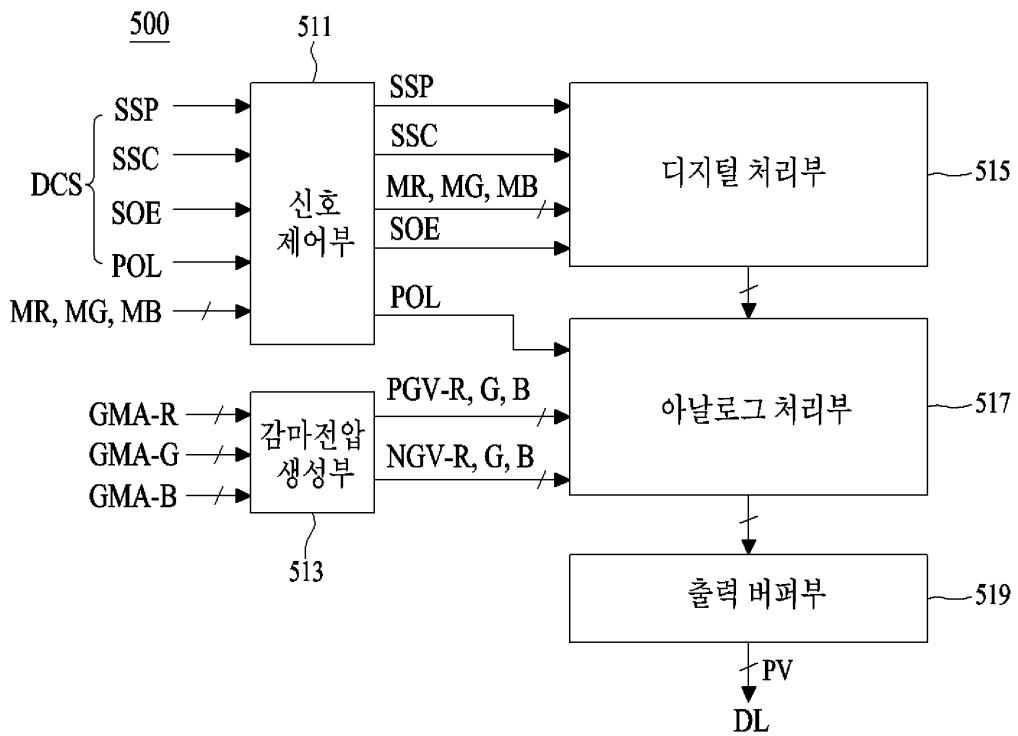 500
511
SSP
SSC
SOE
POL
DCS
MR, MG, MB
신호
제어부
SSP
SSC
MR, MG, MB
SOE
POL
디지털 처리부
515
GMA-R
GMA-G
GMA-B
감마전압
생성부
513
PGV-R, G, B
NGV-R, G, B
아날로그 처리부
517
출력 버퍼부
519
PV
DL